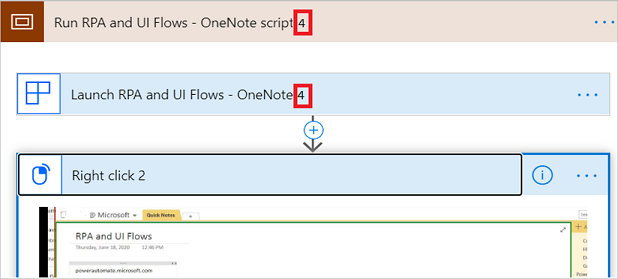 Run RPA and UI Flows - OneNote script 4
Launch RPA and UI Flows - OneNote 4
Right click 2
Microsoft
Quick Notes
RPA and UI Flows
Thursday, June 18, 2020 12:46 PM
powerautomate.microsoft.com